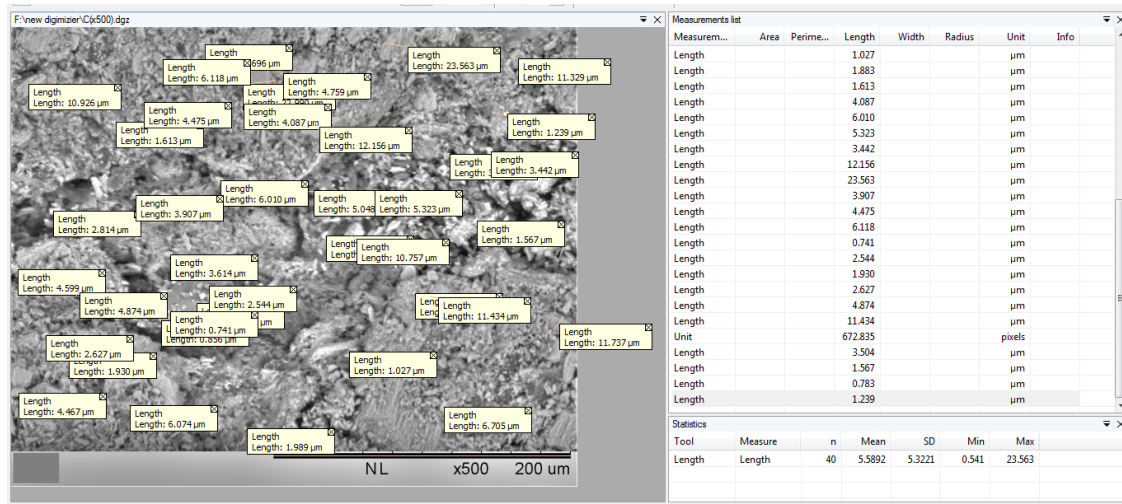 F:\new digimizier\C(x500).dgz
Length
696 µm
Length
Length: 6.118 µm
Length
Length: 23.563 µm
Length
Length: 11.329 µm
Length
Length: 10.926 µm
Length
Length: 4.759 µm
Length
Length
Length: 4.475 µm
Length
Length: 4.087 µm
Length: 1.613 µm
Length
Length: 12.156 µm
Length
Length: 1.239 µm
Length
Length
Length: 3.442 µm
Length
Length: 6.010 µm
Length
Length: 3.907 µm
Length
Length: 5.048
Length
Length: 5.323 µm
Length
Length: 2.814 µm
Length
Length: 1.567 µm
Length
Length
Length: 10.757 µm
Length
Length: 3.614 µm
Length
Length: 4.599 µm
Length
Length: 4.874 µm
Length
Length: 2.544 µm
µm
Length
Length: 0.741 µm
Length: 0.856 µm
Length
Length: 11.434 µm
Length
Length: 11.737 µm
Length
Length: 2.627 µm
Length: 1.930 µm
Length
Length: 1.027 µm
Length
Length: 4.467 µm
Length
Length: 6.074 µm
Length
Length: 6.705 µm
Length
Length: 1.989 µm
NL x500 200 um
Measurements list
Measurem... Area Perime... Length Width Radius Unit Info
Length 1.027 µm
Length 1.883 µm
Length 1.613 µm
Length 4.087 µm
Length 6.010 µm
Length 5.323 µm
Length 3.442 µm
Length 12.156 µm
Length 23.563 µm
Length 3.907 µm
Length 4.475 µm
Length 6.118 µm
Length 0.741 µm
Length 2.544 µm
Length 1.930 µm
Length 2.627 µm
Length 4.874 µm
Length 11.434 µm
Unit 672.835 pixels
Length 3.504 µm
Length 1.567 µm
Length 0.783 µm
Length 1.239 µm
Statistics
Tool Measure n Mean SD Min Max
Length Length 40 5.5892 5.3221 0.541 23.563